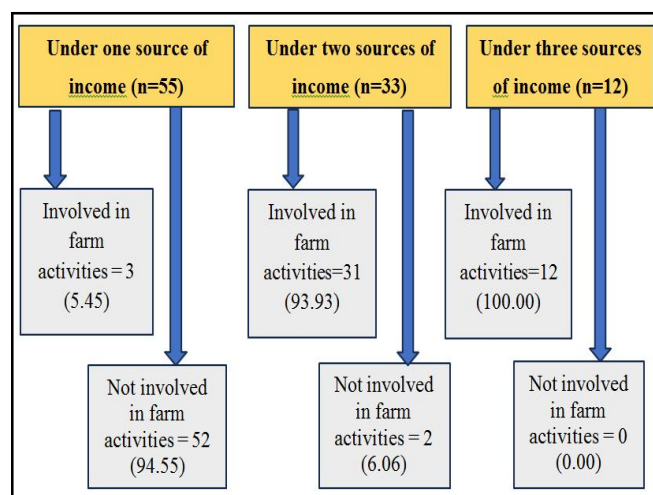 Under one source of
income (n=55)
Under two sources of
income (n=33)
Under three sources
of income (n=12)
Involved in
farm
activities = 3
(5.45)
Involved in
farm
activities=31
(93.93)
Involved in
farm
activities=12
(100.00)
Not involved
in farm
activities = 52
(94.55)
Not involved
in farm
activities = 2
(6.06)
Not involved
in farm
activities = 0
(0.00)